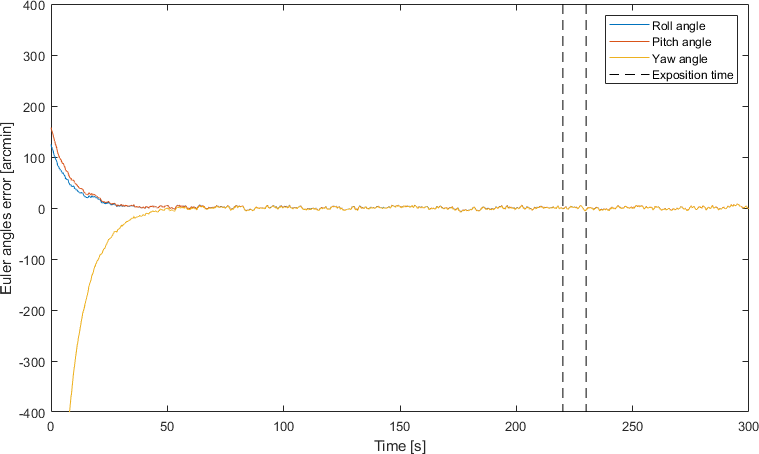 400
300
200
100
0
-100
-200
-300
-400
Euler angles error [arcmin]
Roll angle
Pitch angle
Yaw angle
Exposition time
0 50 100 150 200 250 300
Time [s]